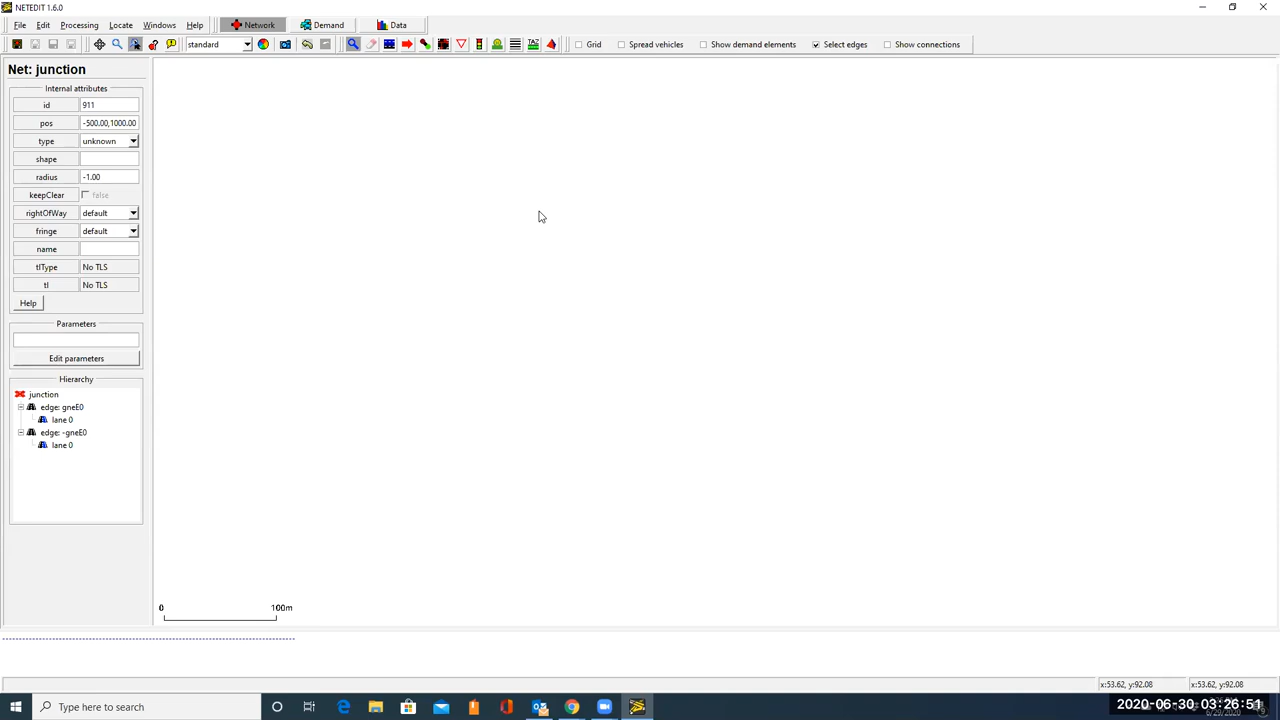 NETEDIT 1.6.0
File Edit Processing Locate Windows Help Network Demand Data
standard Grid Spread vehicles Show demand elements Select edges Show connections
TAZ
Net: junction
Internal attributes
id 911
pos -500.00,1000.00
type unknown
shape
radius -1.00
keepClear false
rightOfWay default
fringe default
name
tlType No TLS
tl No TLS
Help
Parameters
Edit parameters
Hierarchy
junction
edge: gneE0
lane 0
edge: -gneE0
lane 0
0 100m
x:53.62, y:92.08 x:53.62, y:92.08
Type here to search
2020-06-30 03:26:51